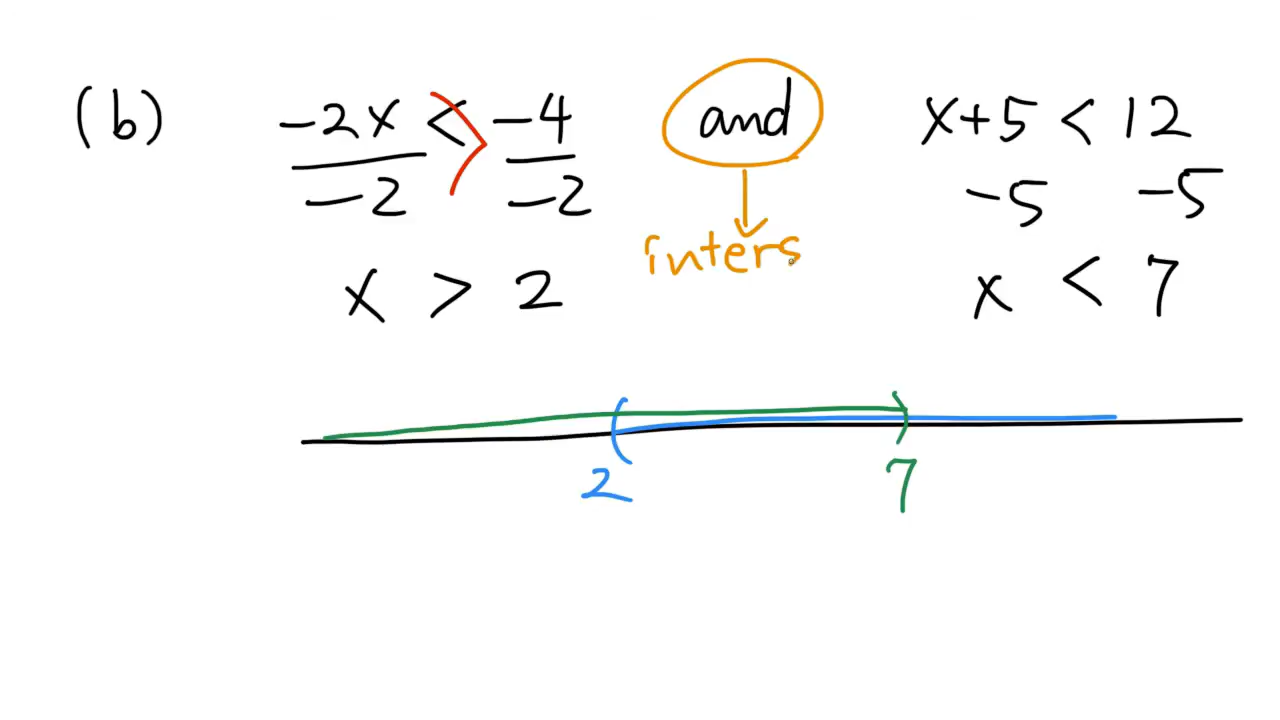 (b) -2x < > -4 and x+5 < 12
-2 -2 -5 -5
inters
x > 2 x < 7
2 7